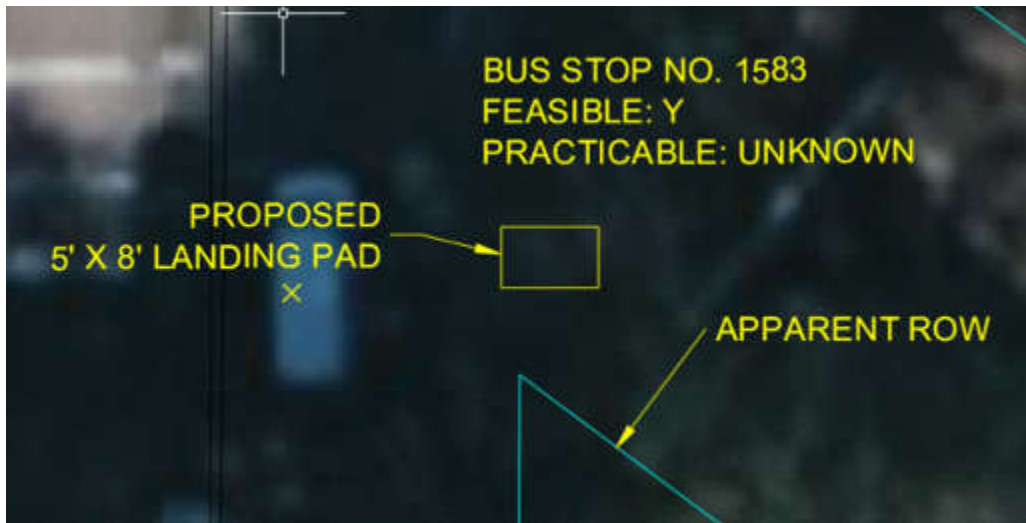 BUS STOP NO. 1583
FEASIBLE: Y
PRACTICABLE: UNKNOWN
PROPOSED
5' X 8' LANDING PAD
APPARENT ROW